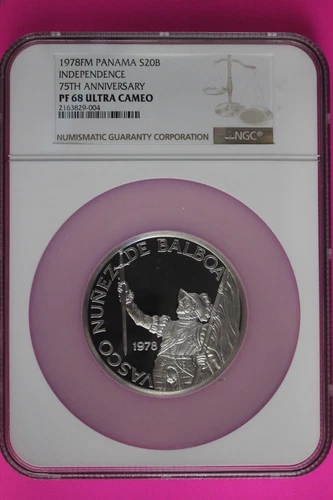 1978FM PANAMA S20B
INDEPENDENCE
75TH ANNIVERSARY
PF 68 ULTRA CAMEO
2163829-004
NUMISMATIC GUARANTY CORPORATION
NGC®
VASCO NUÑEZ DE BALBOA
1978